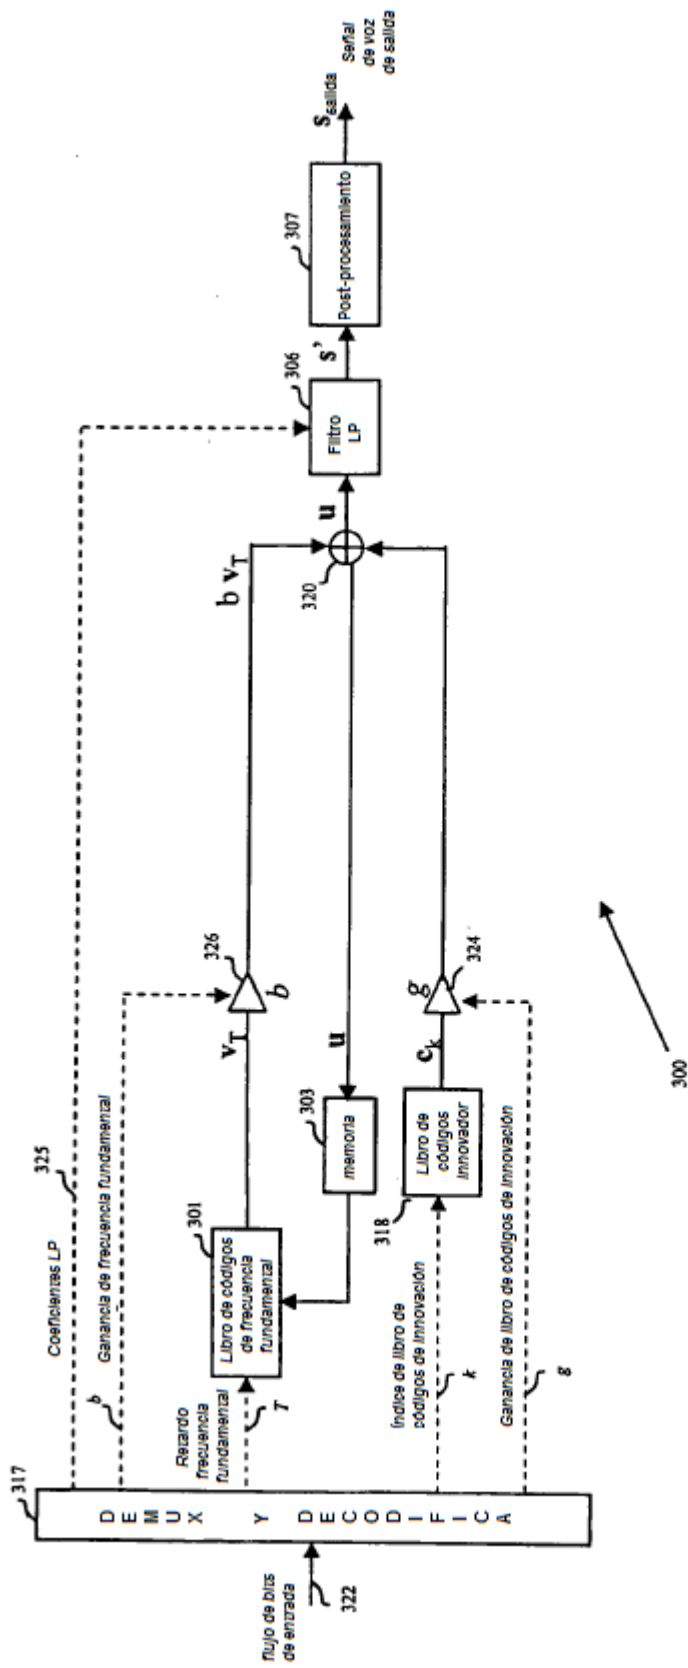 flujo de bits
de entrada
322
317
DEMUX Y DECODIFICA
Coeficientes LP
325
Ganancia de frecuencia fundamental
b
Retardo
frecuencia
fundamental
T
301
Libro de códigos
de frecuencia
fundamental
v_T
326
b
b v_T
303
memoria
u
Índice de libro de
códigos de innovación
k
318
Libro de
códigos
innovador
c_k
g
324
Ganancia de libro de códigos de innovación
g
320
u
306
Filtro
LP
s'
307
Post-procesamiento
s_salida
Señal
de voz
de salida
300